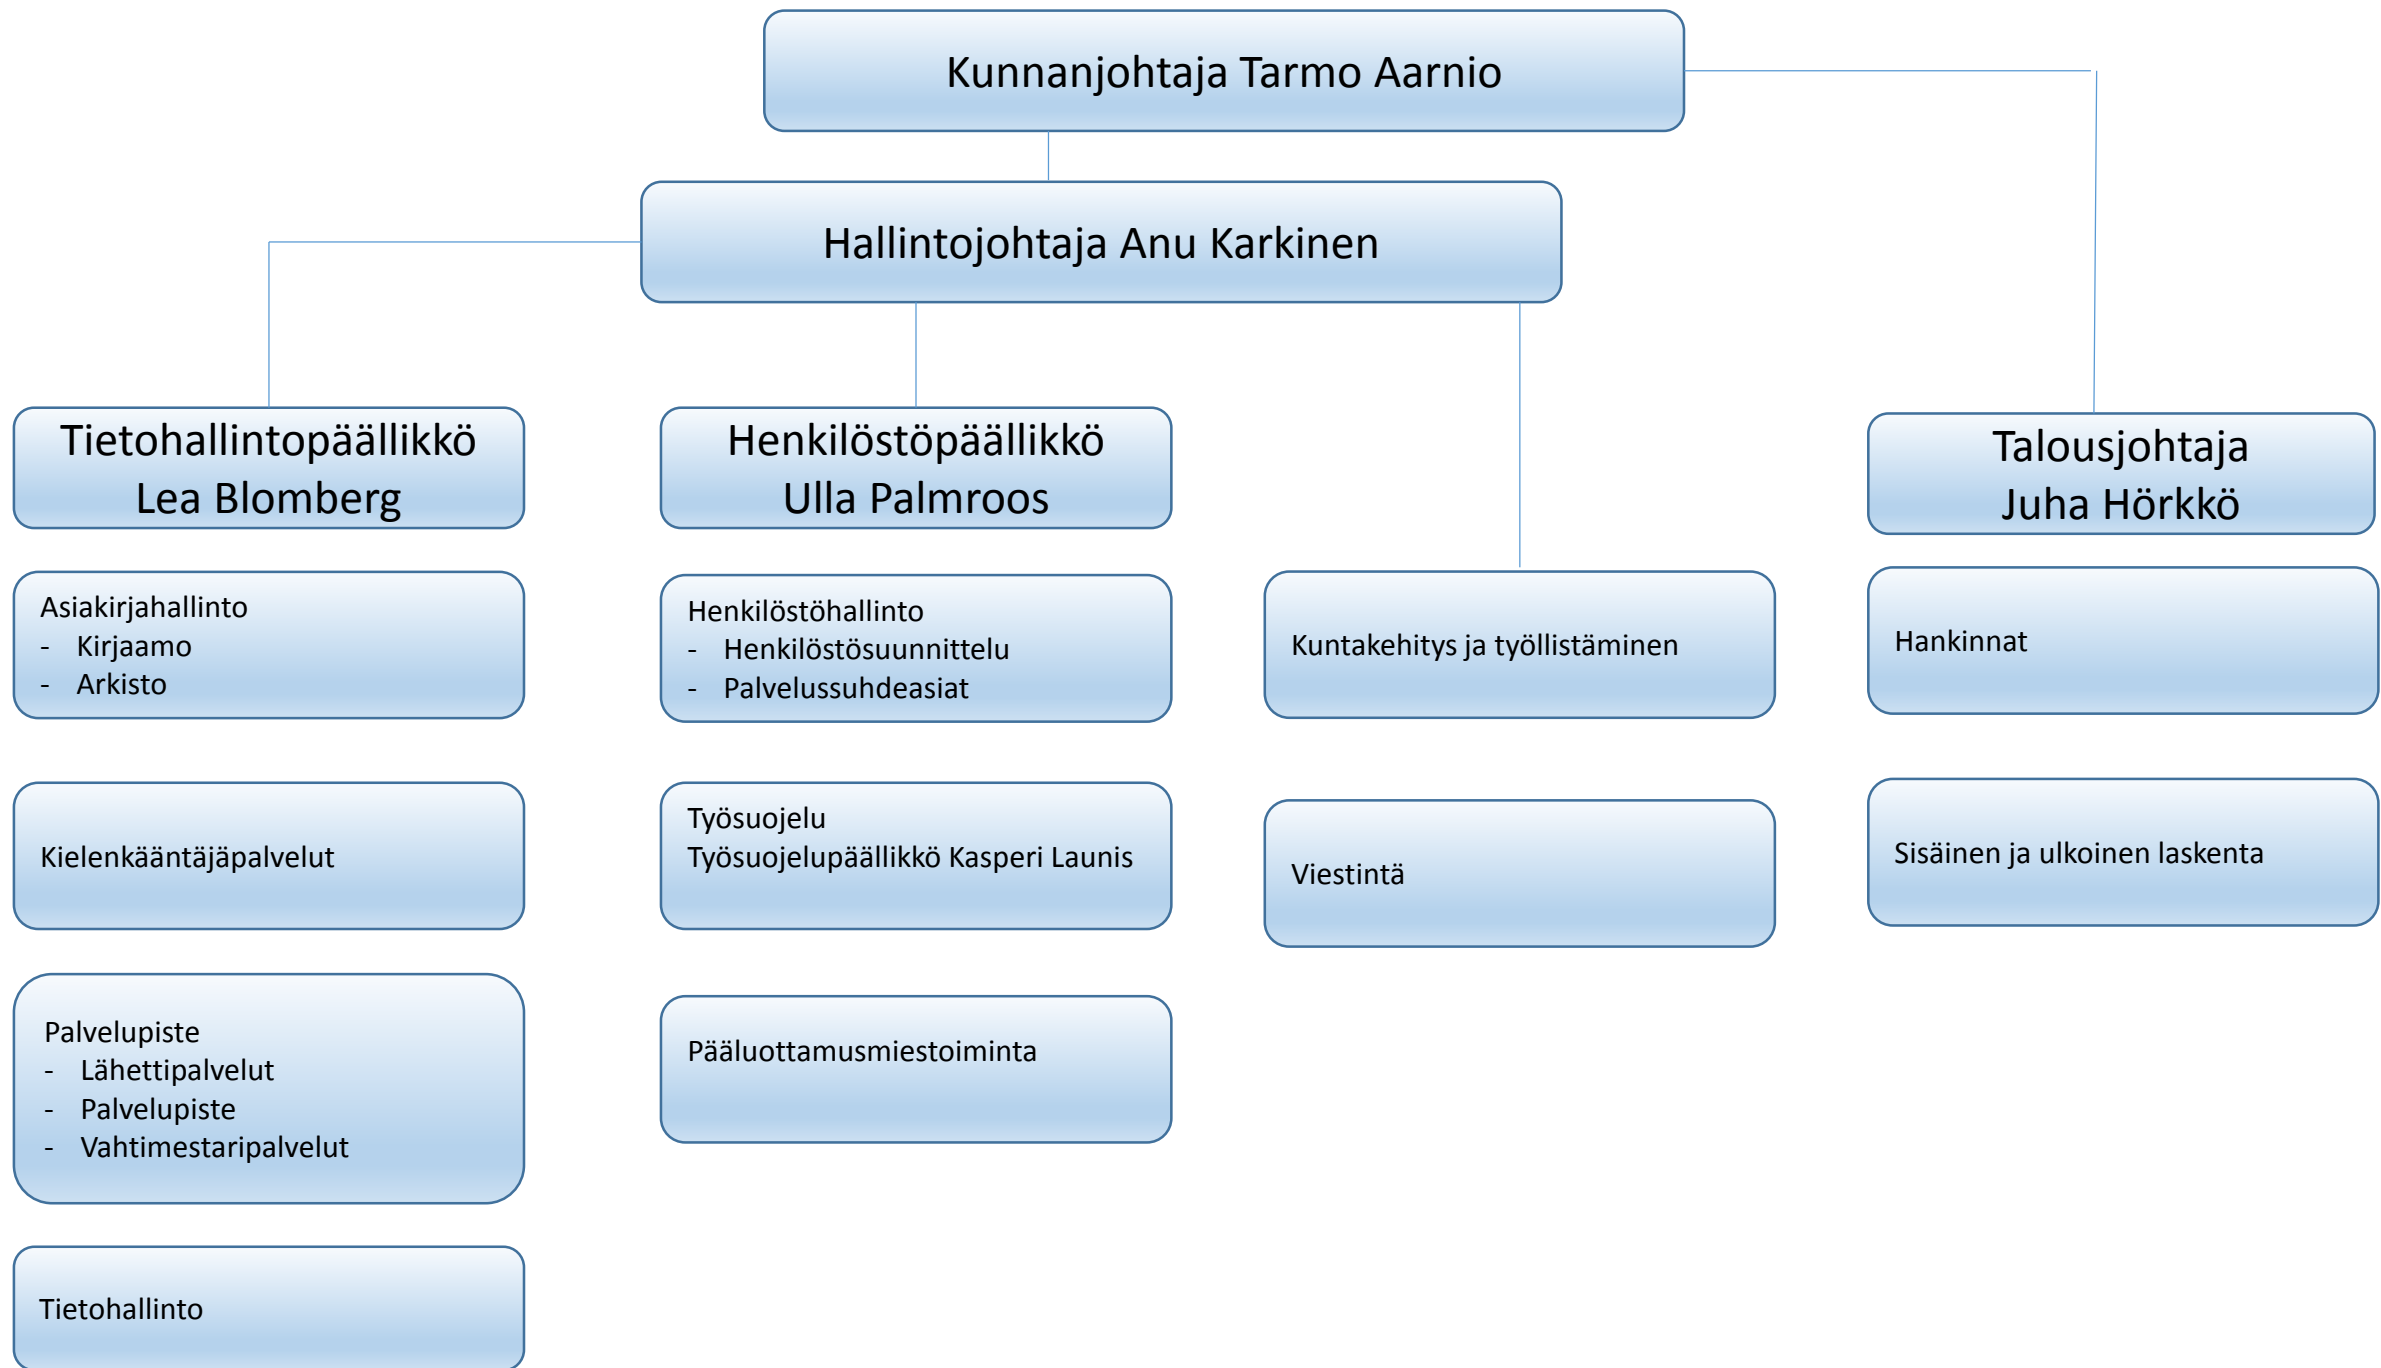 Kunnanjohtaja Tarmo Aarnio
Hallintojohtaja Anu Karkinen
Tietohallintopäällikkö
Lea Blomberg
Asiakirjahallinto
- Kirjaamo
- Arkisto
Kielenkääntäjäpalvelut
Palvelupiste
- Lähettipalvelut
- Palvelupiste
- Vahtimestaripalvelut
Tietohallinto
Henkilöstöpäällikkö
Ulla Palmroos
Henkilöstöhallinto
- Henkilöstösuunnittelu
- Palvelussuhdeasiat
Työsuojelu
Työsuojelupäällikkö Kasperi Launis
Pääluottamusmiestoiminta
Kuntakehitys ja työllistäminen
Viestintä
Talousjohtaja
Juha Hörkkö
Hankinnat
Sisäinen ja ulkoinen laskenta